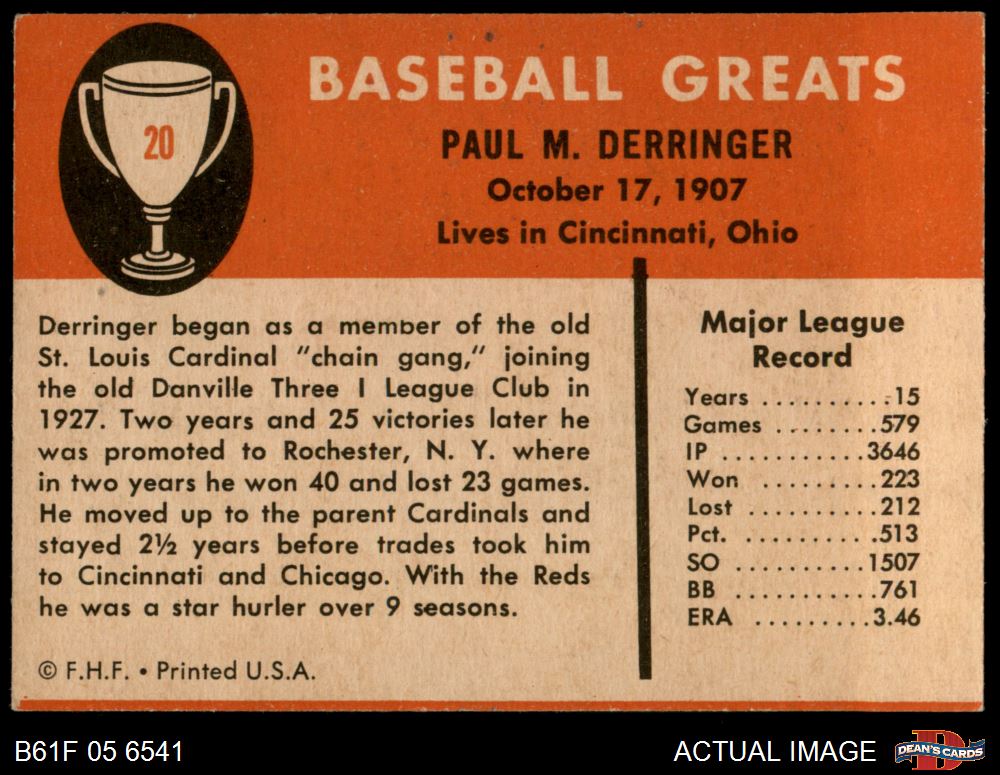 20
BASEBALL GREATS
PAUL M. DERRINGER
October 17, 1907
Lives in Cincinnati, Ohio
Derringer began as a member of the old
St. Louis Cardinal "chain gang," joining
the old Danville Three I League Club in
1927. Two years and 25 victories later he
was promoted to Rochester, N. Y. where
in two years he won 40 and lost 23 games.
He moved up to the parent Cardinals and
stayed 2½ years before trades took him
to Cincinnati and Chicago. With the Reds
he was a star hurler over 9 seasons.
© F.H.F. • Printed U.S.A.
Major League
Record
Years ..........15
Games ........579
IP ...........3646
Won .........223
Lost ..........212
Pct. ..........513
SO ..........1507
BB ...........761
ERA .........3.46
B61F 05 6541
ACTUAL IMAGE
D
DEAN'S CARDS